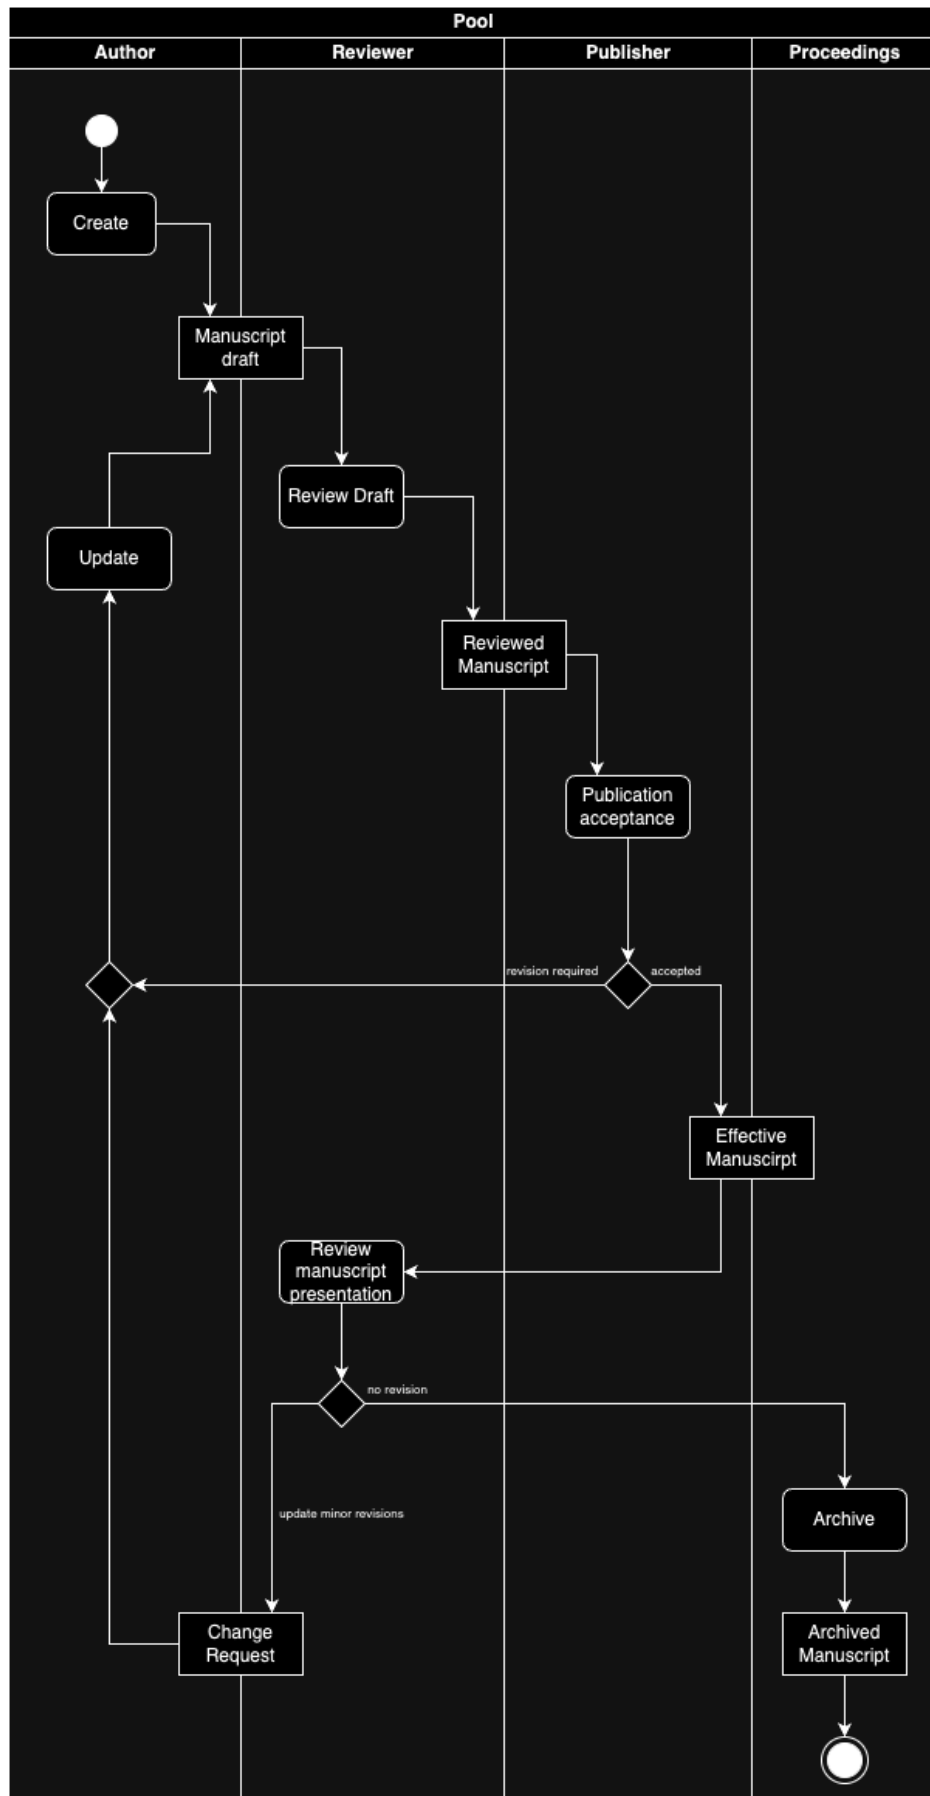 Pool
Author
Reviewer
Publisher
Proceedings
Create
Manuscript
draft
Review Draft
Update
Reviewed
Manuscript
Publication
acceptance
revision required
accepted
Effective
Manuscirpt
Review
manuscript
presentation
no revision
update minor revisions
Archive
Change
Request
Archived
Manuscript